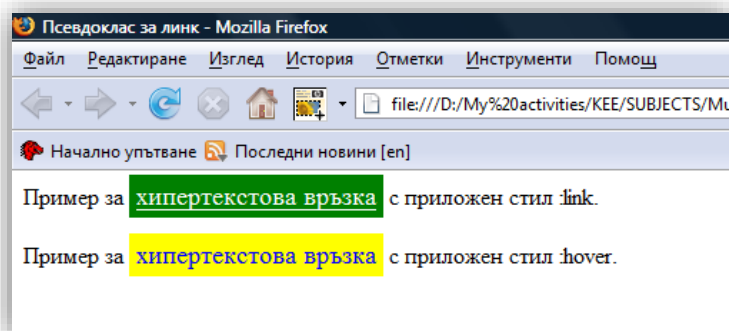 Псевдоклас за линк - Mozilla Firefox
Файл Редактиране Изглед История Отметки Инструменти Помощ
file:///D:/My%20activities/KEE/SUBJECTS/Mu
Начално упътване Последни новини [en]
Пример за хипертекстова връзка с приложен стил :link.
Пример за хипертекстова връзка с приложен стил :hover.